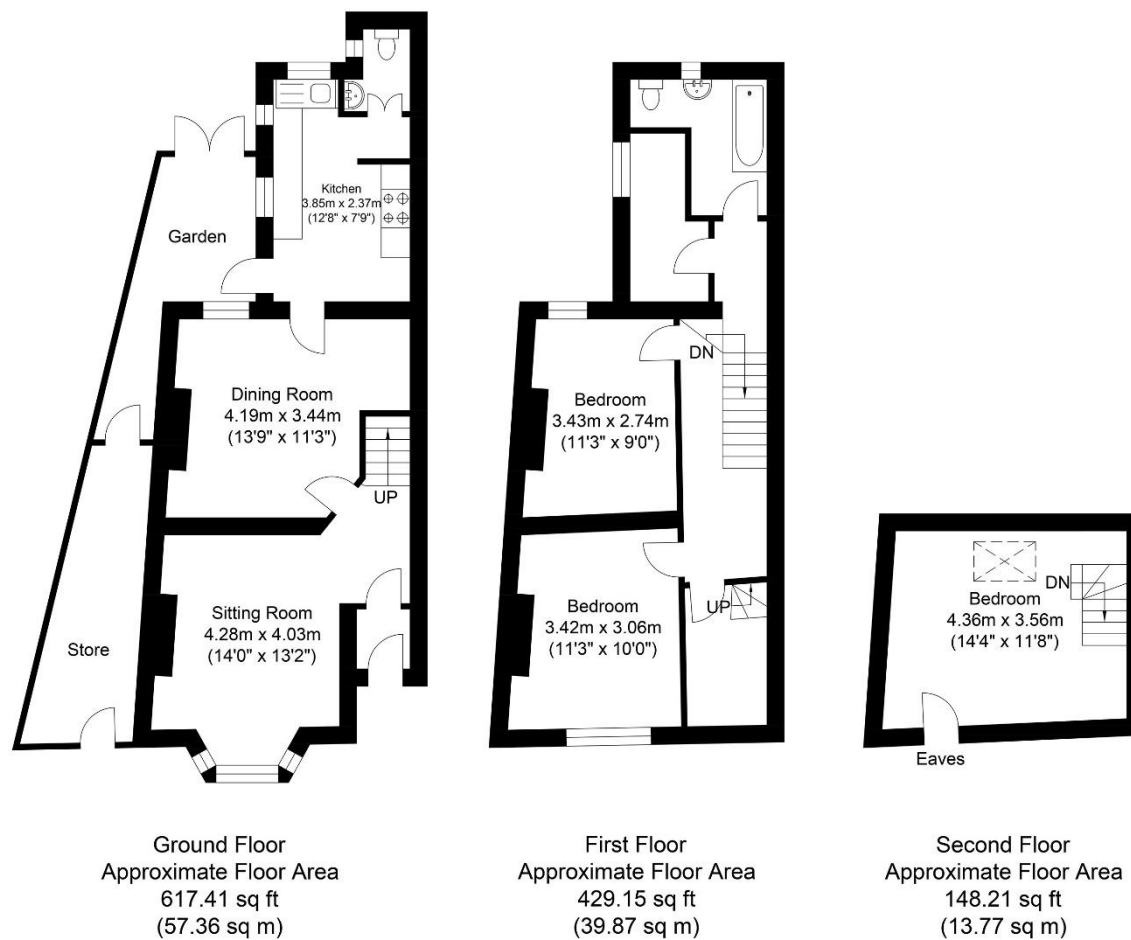 Kitchen
3.85m x 2.37m
(12'8" x 7'9")
Garden
Dining Room
4.19m x 3.44m
(13'9" x 11'3")
UP
Sitting Room
4.28m x 4.03m
(14'0" x 13'2")
Store
Ground Floor
Approximate Floor Area
617.41 sq ft
(57.36 sq m)
DN
Bedroom
3.43m x 2.74m
(11'3" x 9'0")
Bedroom
3.42m x 3.06m
(11'3" x 10'0")
UP
First Floor
Approximate Floor Area
429.15 sq ft
(39.87 sq m)
DN
Bedroom
4.36m x 3.56m
(14'4" x 11'8")
Eaves
Second Floor
Approximate Floor Area
148.21 sq ft
(13.77 sq m)